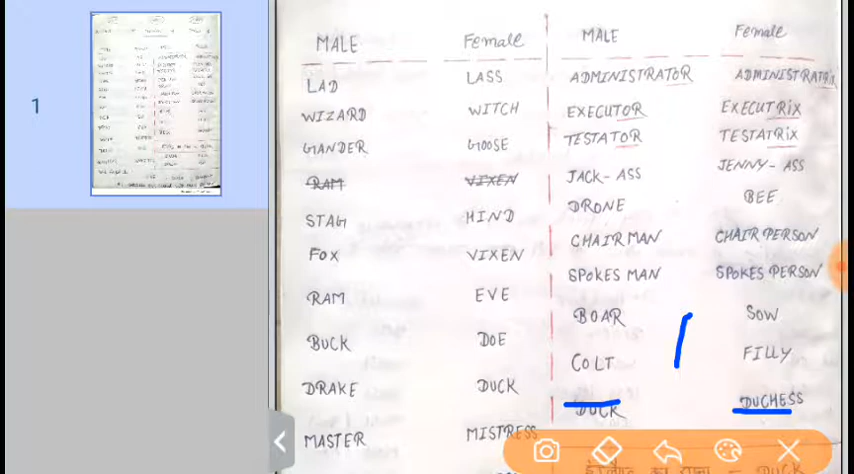 1
MALE Female MALE Female
LAD LASS ADMINISTRATOR ADMINISTRATRIX
WIZARD WITCH EXECUTOR EXECUTRIX
GANDER GOOSE TESTATOR TESTATRIX
RAM VIXEN JACK-ASS JENNY-ASS
STAG HIND DRONE BEE
FOX VIXEN CHAIRMAN CHAIRPERSON
RAM EVE SPOKES MAN SPOKES PERSON
BUCK DOE BOAR SOW
DRAKE DUCK COLT FILLY
MASTER MISTRESS DUCK DUCHESS
DUCK